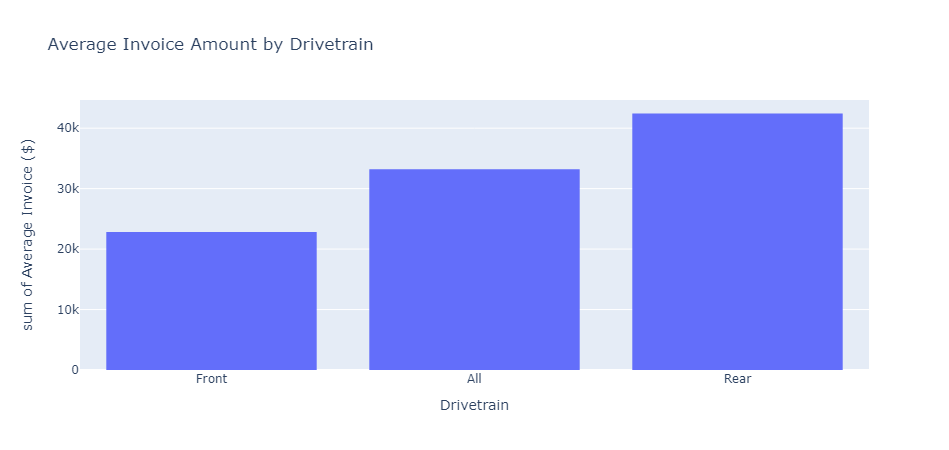 Average Invoice Amount by Drivetrain
sum of Average Invoice ($)
40k
30k
20k
10k
0
Front
All
Rear
Drivetrain